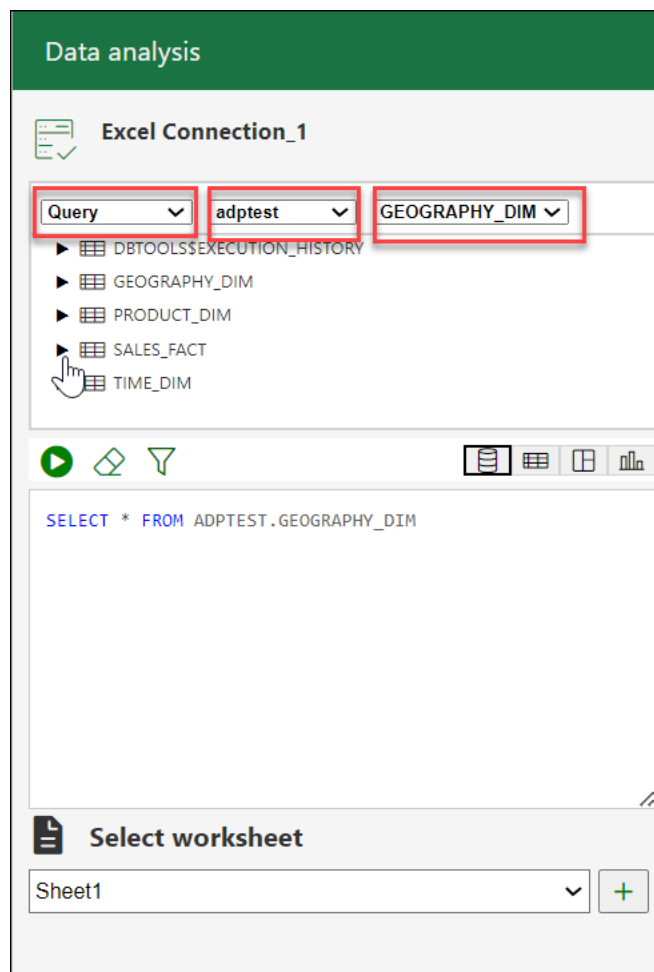 Data analysis
Excel Connection_1
Query adptest GEOGRAPHY_DIM
DBTOOLS$EXECUTION_HISTORY
GEOGRAPHY_DIM
PRODUCT_DIM
SALES_FACT
TIME_DIM
SELECT * FROM ADPTEST.GEOGRAPHY_DIM
Select worksheet
Sheet1